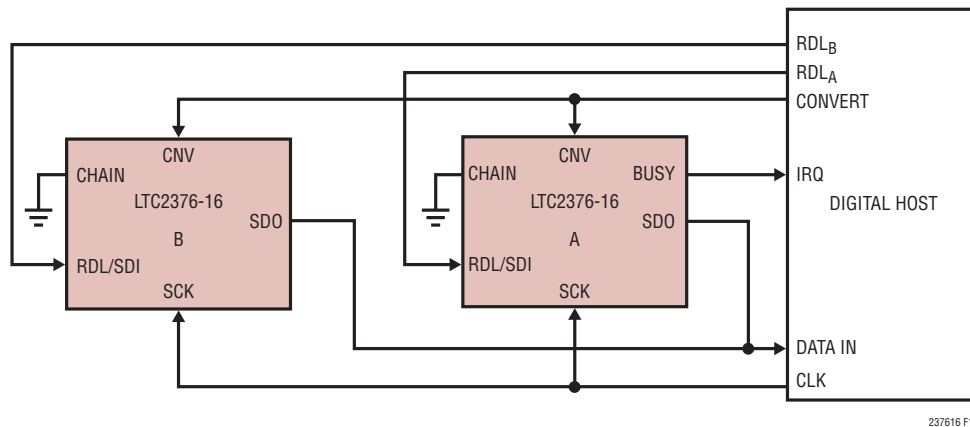 RDLB
RDLA
CONVERT
IRQ
DIGITAL HOST
DATA IN
CLK
CNV
CHAIN
LTC2376-16
SDO
B
RDL/SDI
SCK
CNV
CHAIN
BUSY
LTC2376-16
SDO
A
RDL/SDI
SCK
237616 F